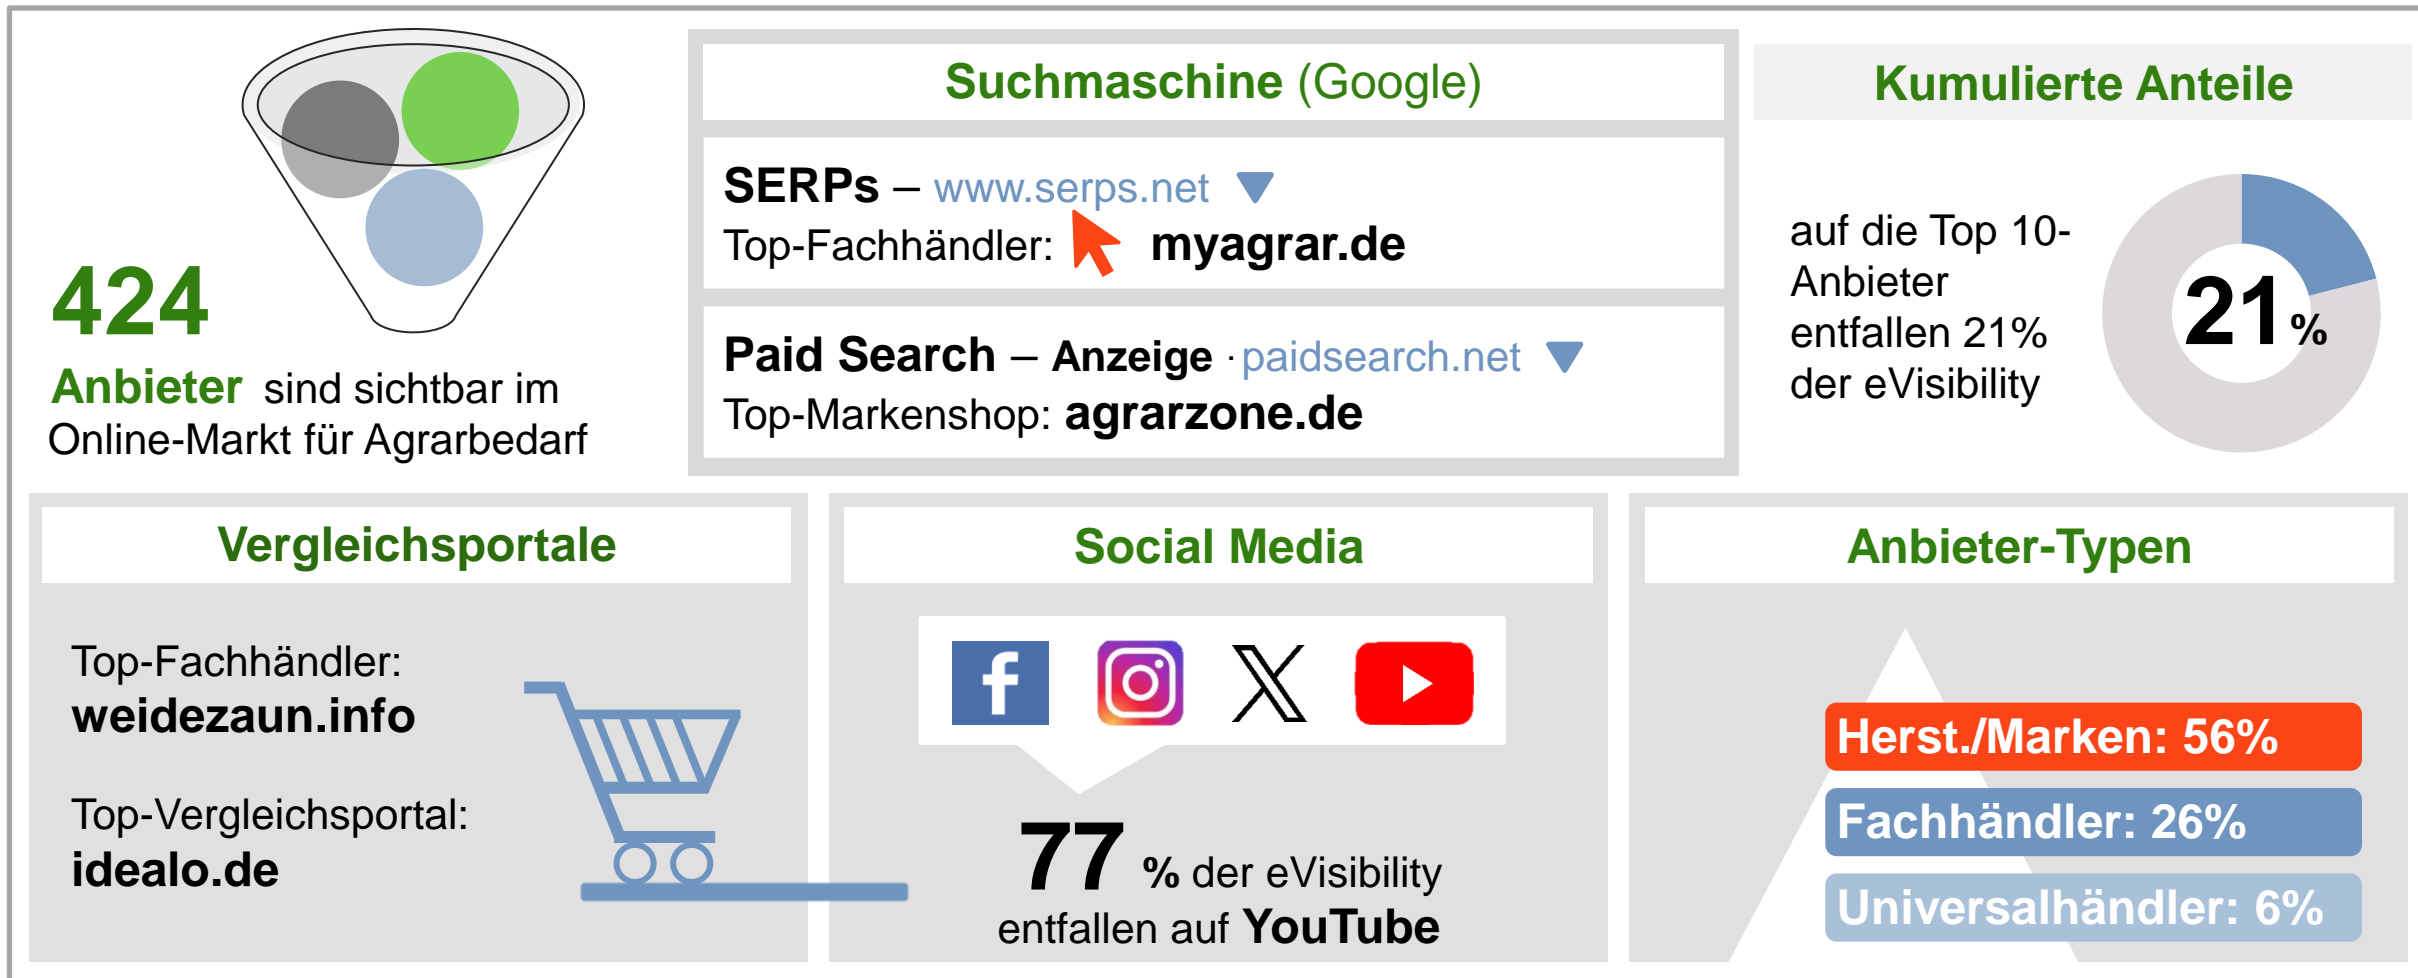 424
Anbieter sind sichtbar im
Online-Markt für Agrarbedarf
Suchmaschine (Google)
SERPs – www.serps.net
Top-Fachhändler: myagrar.de
Paid Search – Anzeige · paidsearch.net
Top-Markenshop: agrarzone.de
Kumulierte Anteile
auf die Top 10-
Anbieter
entfallen 21%
der eVisibility
21%
Vergleichsportale
Top-Fachhändler:
weidezaun.info
Top-Vergleichsportal:
idealo.de
Social Media
77 % der eVisibility
entfallen auf YouTube
Anbieter-Typen
Herst./Marken: 56%
Fachhändler: 26%
Universalhändler: 6%